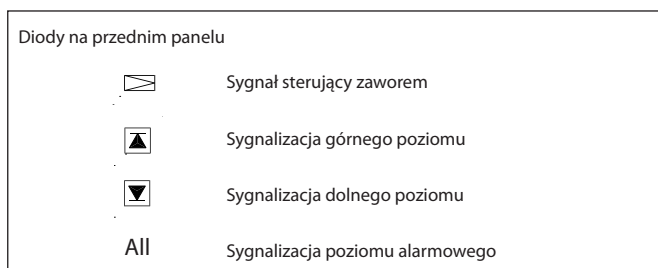 Diody na przednim panelu
Sygnał sterujący zaworem
Sygnalizacja górnego poziomu
Sygnalizacja dolnego poziomu
All Sygnalizacja poziomu alarmowego